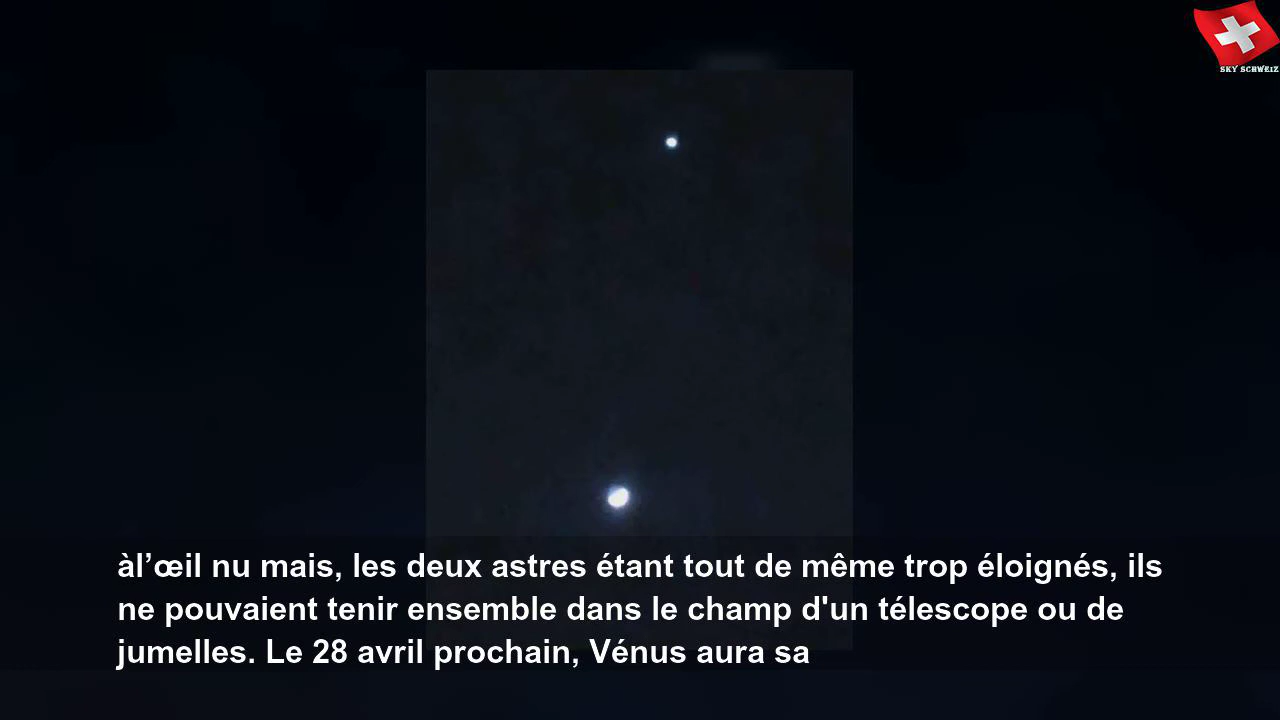 SKY SCHWEIZ
àl’œil nu mais, les deux astres étant tout de même trop éloignés, ils
ne pouvaient tenir ensemble dans le champ d'un télescope ou de
jumelles. Le 28 avril prochain, Vénus aura sa